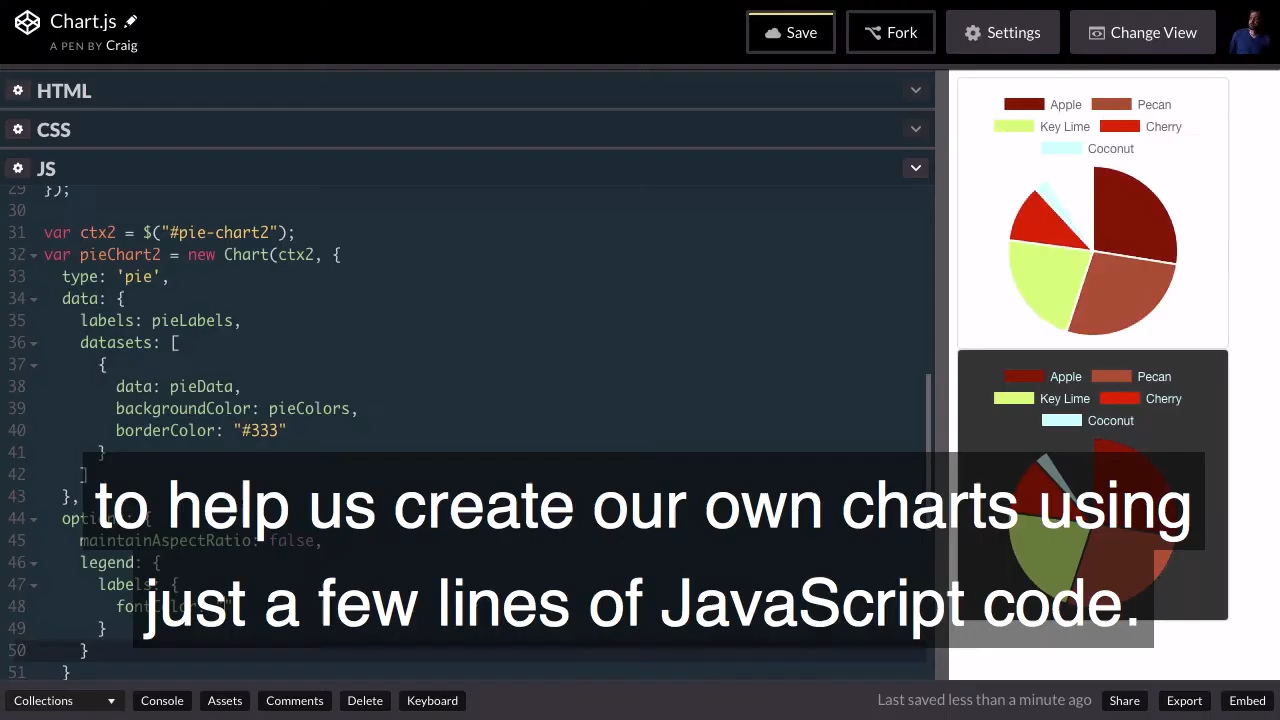 Chart.js
A PEN BY Craig
Save
Fork
Settings
Change View
HTML
CSS
JS
29 });
30
31 var ctx2 = $("#pie-chart2");
32 var pieChart2 = new Chart(ctx2, {
33 type: 'pie',
34 data: {
35 labels: pieLabels,
36 datasets: [
37 {
38 data: pieData,
39 backgroundColor: pieColors,
40 borderColor: "#333"
41 }
42 ]
43 },
44 options: {
45 maintainAspectRatio: false,
46 legend: {
47 labels: {
48
49 }
50 }
51 }
Apple Pecan
Key Lime Cherry
Coconut
Apple Pecan
Key Lime Cherry
Coconut
to help us create our own charts using
just a few lines of JavaScript code.
Collections Console Assets Comments Delete Keyboard
Last saved less than a minute ago Share Export Embed